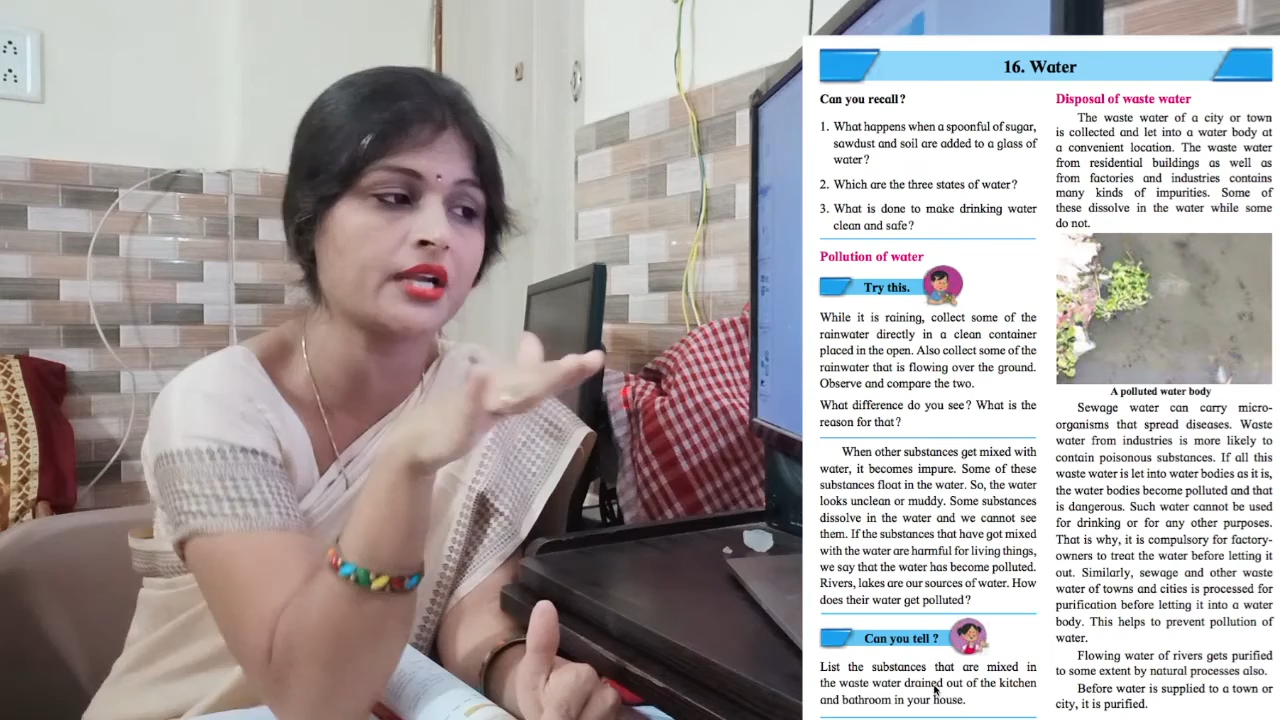 16. Water
Can you recall?
1. What happens when a spoonful of sugar,
sawdust and soil are added to a glass of
water?
2. Which are the three states of water?
3. What is done to make drinking water
clean and safe?
Pollution of water
Try this.
While it is raining, collect some of the
rainwater directly in a clean container
placed in the open. Also collect some of the
rainwater that is flowing over the ground.
Observe and compare the two.
What difference do you see? What is the
reason for that?
When other substances get mixed with
water, it becomes impure. Some of these
substances float in the water. So, the water
looks unclean or muddy. Some substances
dissolve in the water and we cannot see
them. If the substances that have got mixed
with the water are harmful for living things,
we say that the water has become polluted.
Rivers, lakes are our sources of water. How
does their water get polluted?
Can you tell ?
List the substances that are mixed in
the waste water drained out of the kitchen
and bathroom in your house.
Disposal of waste water
The waste water of a city or town
is collected and let into a water body at
a convenient location. The waste water
from residential buildings as well as
from factories and industries contains
many kinds of impurities. Some of
these dissolve in the water while some
do not.
A polluted water body
Sewage water can carry micro-
organisms that spread diseases. Waste
water from industries is more likely to
contain poisonous substances. If all this
waste water is let into water bodies as it is,
the water bodies become polluted and that
is dangerous. Such water cannot be used
for drinking or for any other purposes.
That is why, it is compulsory for factory-
owners to treat the water before letting it
out. Similarly, sewage and other waste
water of towns and cities is processed for
purification before letting it into a water
body. This helps to prevent pollution of
water.
Flowing water of rivers gets purified
to some extent by natural processes also.
Before water is supplied to a town or
city, it is purified.